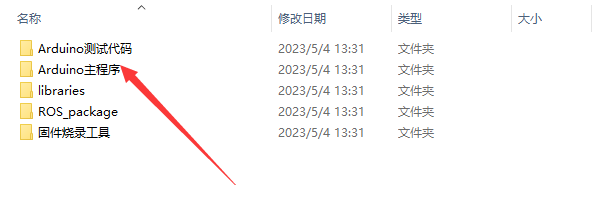 名称 修改日期 类型 大小
Arduino测试代码 2023/5/4 13:31 文件夹
Arduino主程序 2023/5/4 13:31 文件夹
libraries 2023/5/4 13:31 文件夹
ROS_package 2023/5/4 13:31 文件夹
固件烧录工具 2023/5/4 13:31 文件夹